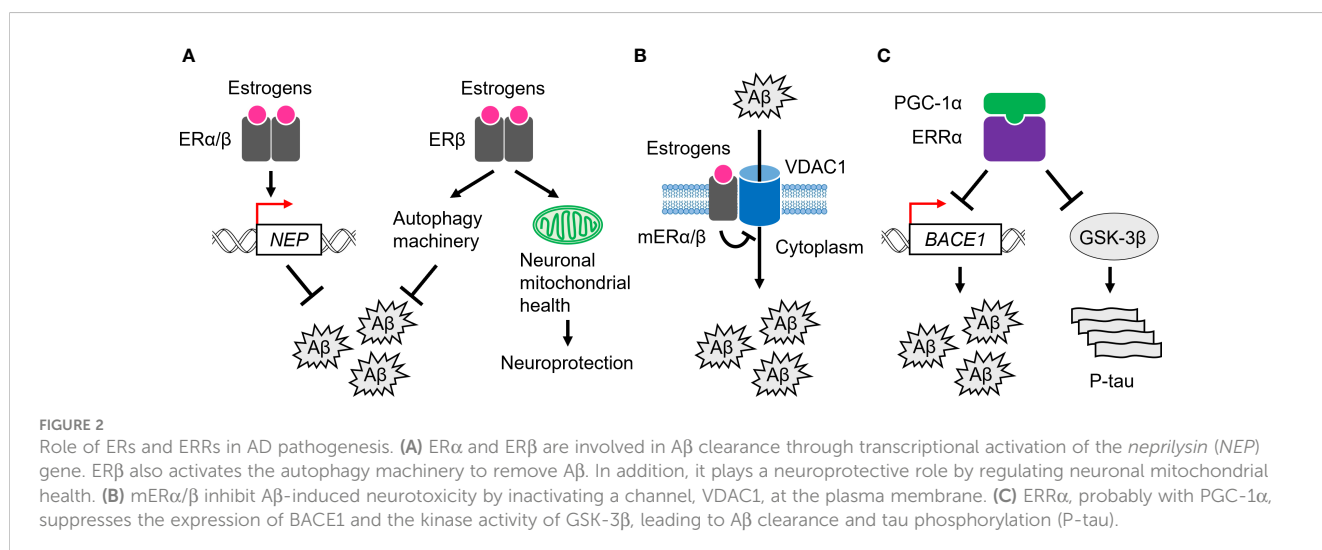 A
Estrogens
ERα/β
NEP
Estrogens
ERβ
Autophagy
machinery
Neuronal
mitochondrial
health
Neuroprotection
Aβ
Aβ
Aβ
B
Aβ
Estrogens
VDAC1
mERα/β
Cytoplasm
Aβ
Aβ
Aβ
C
PGC-1α
ERRα
BACE1
GSK-3β
Aβ
Aβ
Aβ
P-tau
FIGURE 2
Role of ERs and ERRs in AD pathogenesis. (A) ERα and ERβ are involved in Aβ clearance through transcriptional activation of the neprilysin (NEP)
gene. ERβ also activates the autophagy machinery to remove Aβ. In addition, it plays a neuroprotective role by regulating neuronal mitochondrial
health. (B) mERα/β inhibit Aβ-induced neurotoxicity by inactivating a channel, VDAC1, at the plasma membrane. (C) ERRα, probably with PGC-1α,
suppresses the expression of BACE1 and the kinase activity of GSK-3β, leading to Aβ clearance and tau phosphorylation (P-tau).